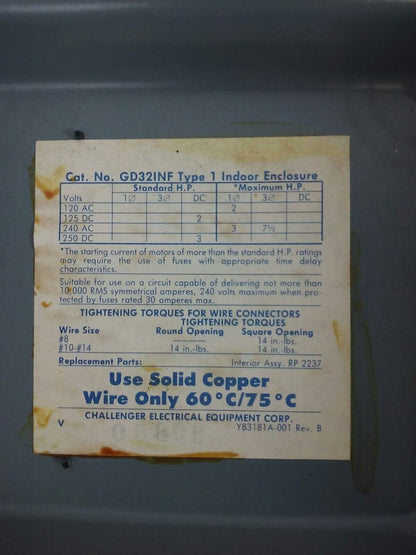 Cat. No. GD321NF Type 1 Indoor Enclosure
Standard H.P. *Maximum H.P.
Volts 1Ø 3Ø DC 1Ø 3Ø DC
120 AC 2
125 DC 2
240 AC 3 7½
250 DC 3
*The starting current of motors of more than the standard H.P. ratings
may require the use of fuses with appropriate time delay
characteristics.
Suitable for use on a circuit capable of delivering not more than
10,000 RMS symmetrical amperes, 240 volts maximum when pro-
tected by fuses rated 30 amperes max.
TIGHTENING TORQUES FOR WIRE CONNECTORS
TIGHTENING TORQUES
Wire Size Round Opening Square Opening
#8 ———— 14 in.-lbs.
#10-#14 14 in.-lbs. 14 in.-lbs.
Replacement Parts: Interior Assy. RP 2237
Use Solid Copper
Wire Only 60°C/75°C
CHALLENGER ELECTRICAL EQUIPMENT CORP.
V Y83181A-001 Rev. B